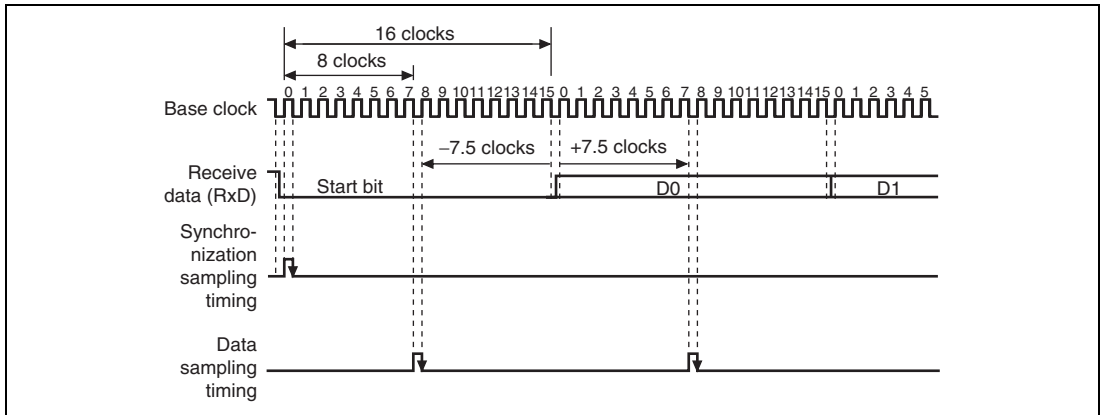 16 clocks
8 clocks
Base clock
0 1 2 3 4 5 6 7 8 9 10 11 12 13 14 15 0 1 2 3 4 5 6 7 8 9 10 11 12 13 14 15 0 1 2 3 4 5
–7.5 clocks +7.5 clocks
Receive
data (RxD)
Start bit D0 D1
Synchro-
nization
sampling
timing
Data
sampling
timing